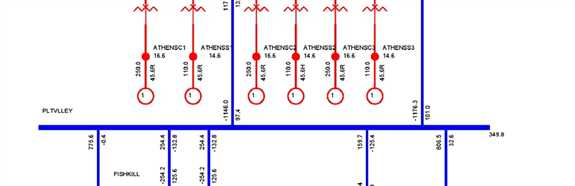 117
13
ATHENSC1
16.6
ATHENSS1
14.6
ATHENSC2
16.6
ATHENSS2
14.6
ATHENSC3
16.6
ATHENSS3
14.6
250.0
45.6R
110.0
45.6R
250.0
45.6R
110.0
45.6H
250.0
45.6R
110.0
45.6R
1
1
1
1
1
1
-1146.0
97.4
-1176.3
101.0
PLTVLLEY
349.8
775.6
-0.4
254.4
-132.8
254.4
-132.8
159.7
-125.4
606.5
32.6
FISHKILL
-254.2
125.6
-254.2
125.6